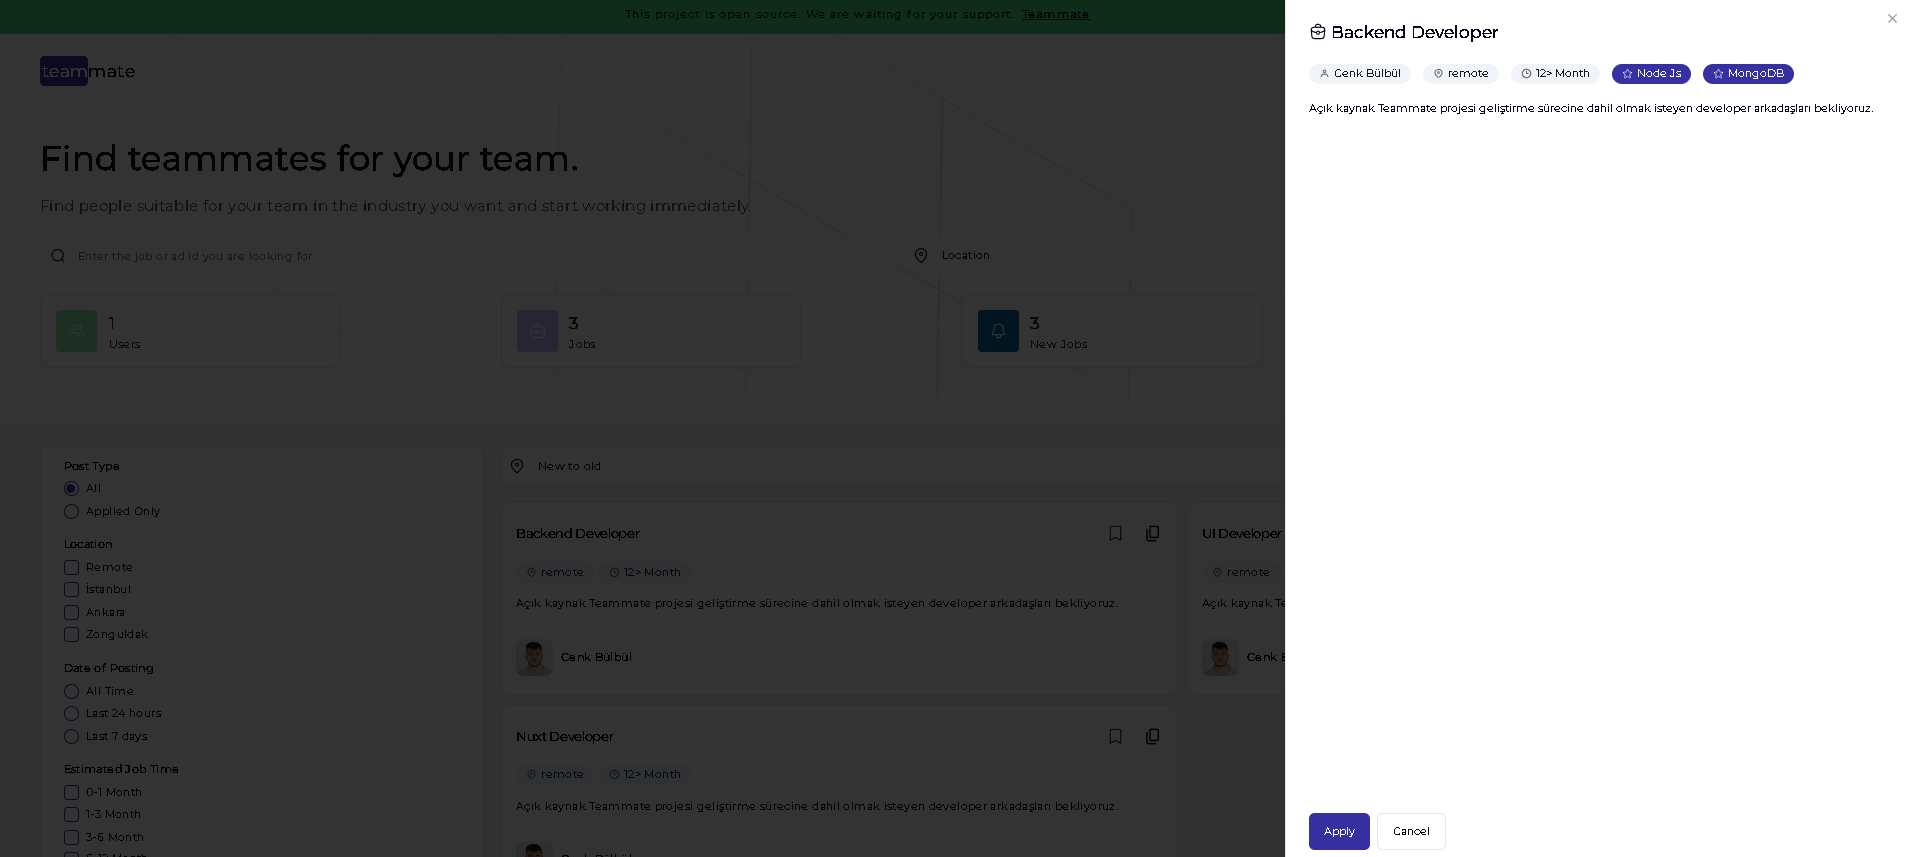 This project is open source. We are waiting for your support. Teammate
teammate
Find teammates for your team.
Find people suitable for your team in the industry you want and start working immediately.
Enter the job or ad id you are looking for
Location
1
Users
3
Jobs
3
New Jobs
Post Type
All
Applied Only
Location
Remote
İstanbul
Ankara
Zonguldak
Date of Posting
All Time
Last 24 hours
Last 7 days
Estimated Job Time
0-1 Month
1-3 Month
3-6 Month
6-12 Month
New to old
Backend Developer
remote 12> Month
Açık kaynak Teammate projesi geliştirme sürecine dahil olmak isteyen developer arkadaşları bekliyoruz.
Cenk Bülbül
UI Developer
remote
Açık kaynak Te
Cenk B
Nuxt Developer
remote 12> Month
Açık kaynak Teammate projesi geliştirme sürecine dahil olmak isteyen developer arkadaşları bekliyoruz.
Cenk Bülbül
Backend Developer
Cenk Bülbül remote 12> Month Node Js MongoDB
Açık kaynak Teammate projesi geliştirme sürecine dahil olmak isteyen developer arkadaşları bekliyoruz.
Apply Cancel